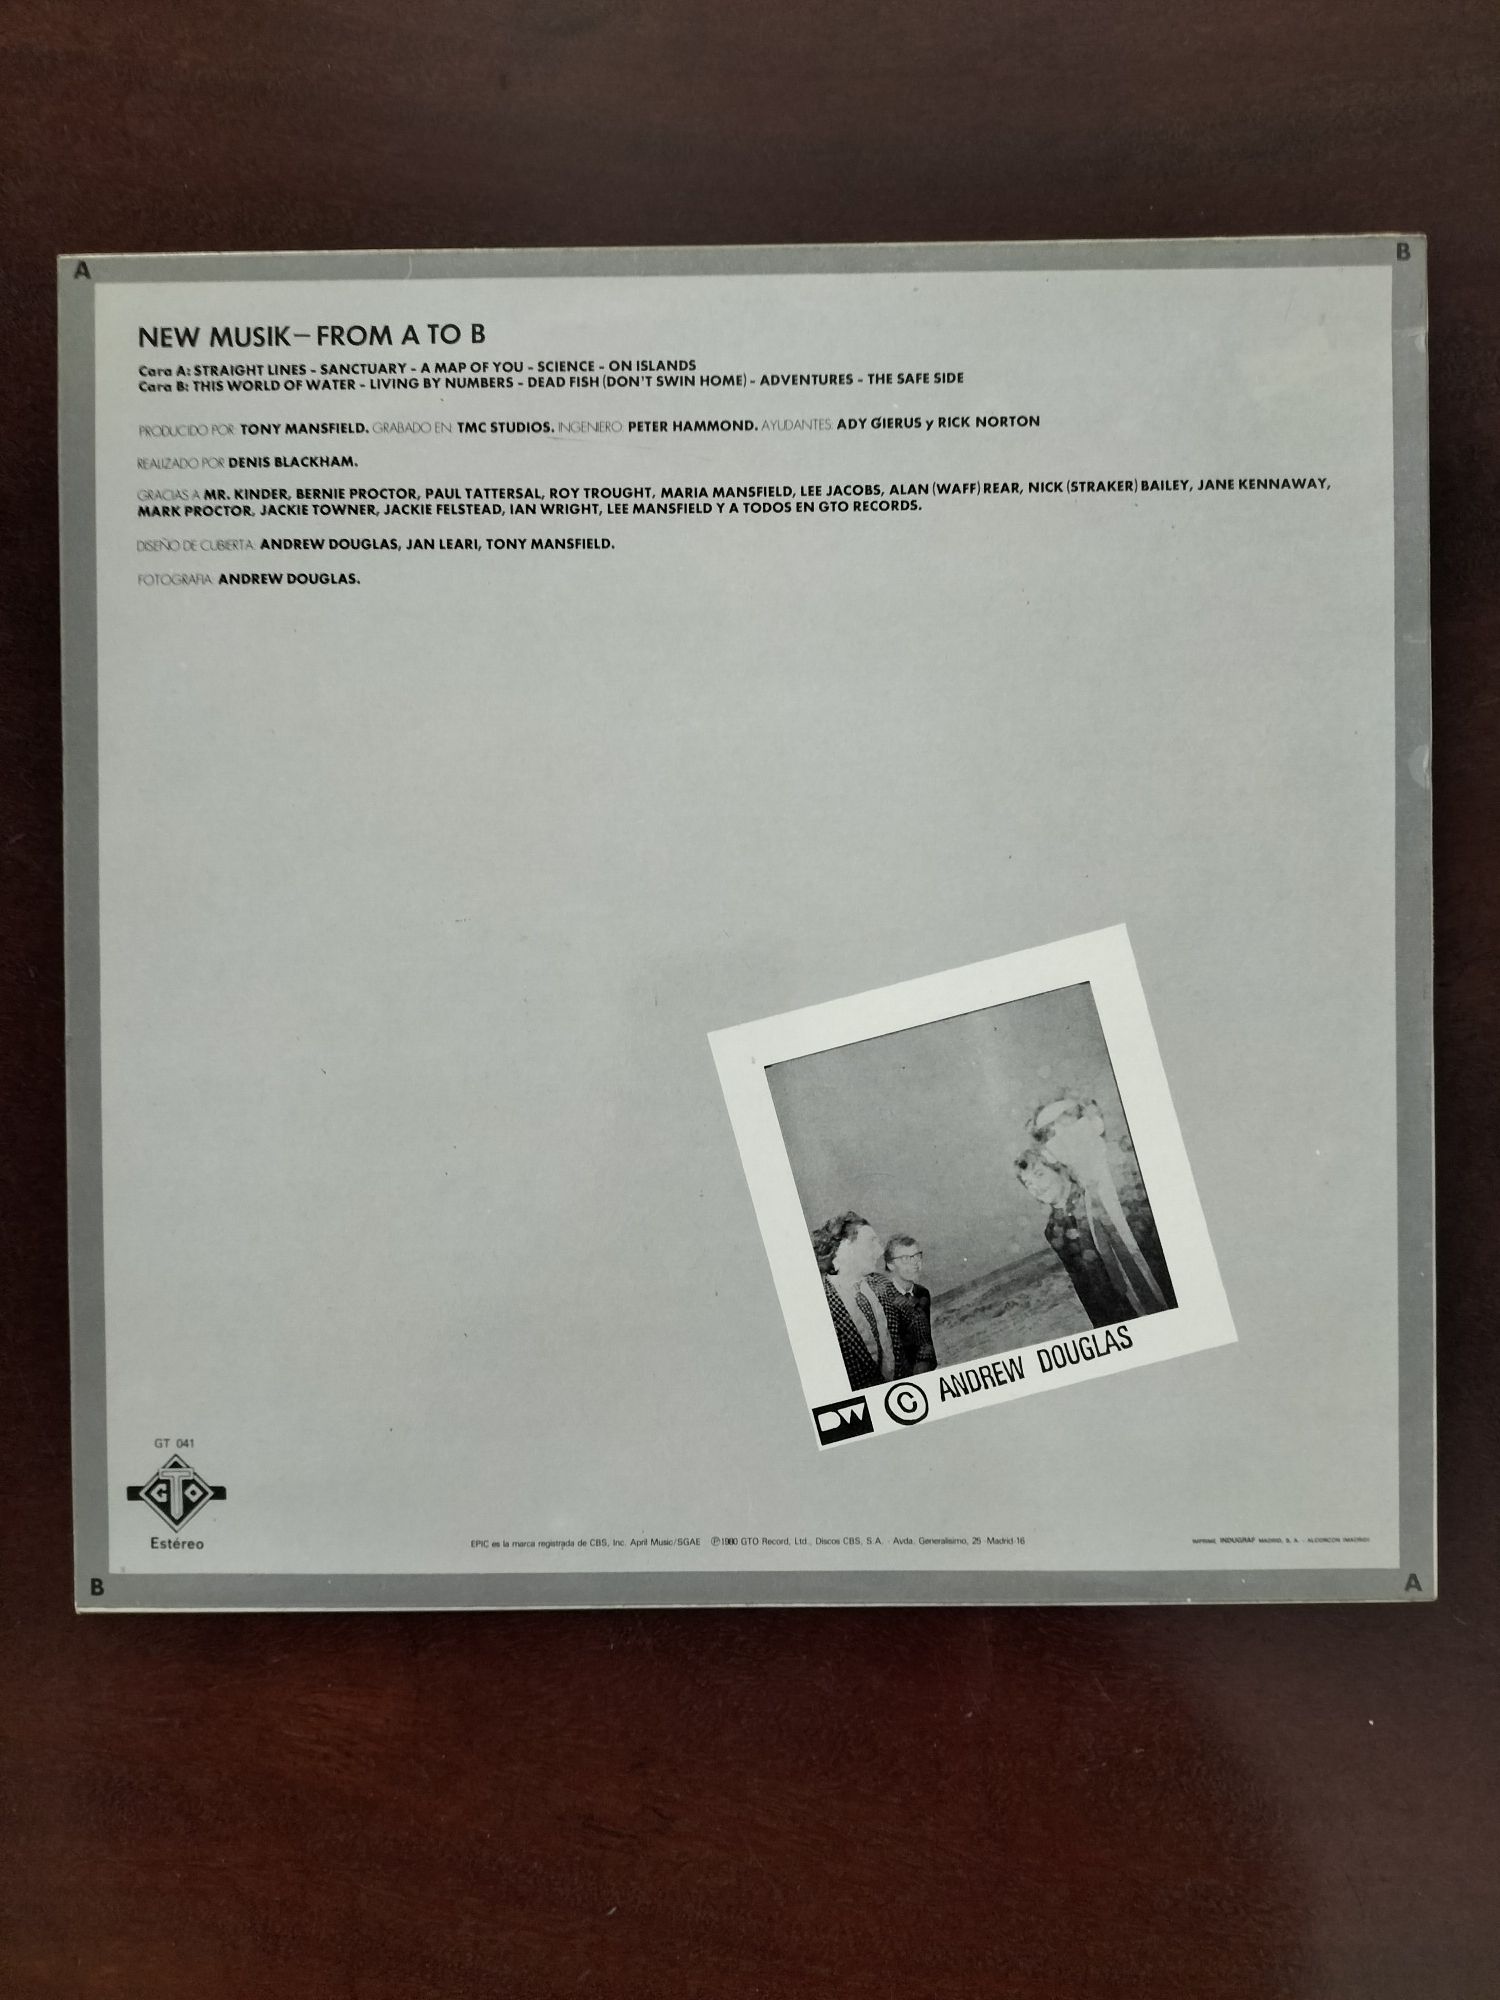 A
B
NEW MUSIK – FROM A TO B
Cara A: STRAIGHT LINES - SANCTUARY - A MAP OF YOU - SCIENCE - ON ISLANDS
Cara B: THIS WORLD OF WATER - LIVING BY NUMBERS - DEAD FISH (DON'T SWIN HOME) - ADVENTURES - THE SAFE SIDE
PRODUCIDO POR: TONY MANSFIELD. GRABADO EN: TMC STUDIOS. INGENIERO: PETER HAMMOND. AYUDANTES: ADY GIERUS y RICK NORTON
REALIZADO POR DENIS BLACKHAM.
GRACIAS A MR. KINDER, BERNIE PROCTOR, PAUL TATTERSAL, ROY TROUGHT, MARIA MANSFIELD, LEE JACOBS, ALAN (WAFF) REAR, NICK (STRAKER) BAILEY, JANE KENNAWAY,
MARK PROCTOR, JACKIE TOWNER, JACKIE FELSTEAD, IAN WRIGHT, LEE MANSFIELD Y A TODOS EN GTO RECORDS.
DISEÑO DE CUBIERTA: ANDREW DOUGLAS, JAN LEARI, TONY MANSFIELD.
FOTOGRAFIA: ANDREW DOUGLAS.
DW © ANDREW DOUGLAS
GT 041
GTO
Estéreo
EPIC es la marca registrada de CBS, Inc. April Music/SGAE ℗1980 GTO Record, Ltd., Discos CBS, S.A. - Avda. Generalísimo, 25 Madrid-16
IMPRIME INDUGRAF MADRID, S. A. - ALCORCON (MADRID)
B
A